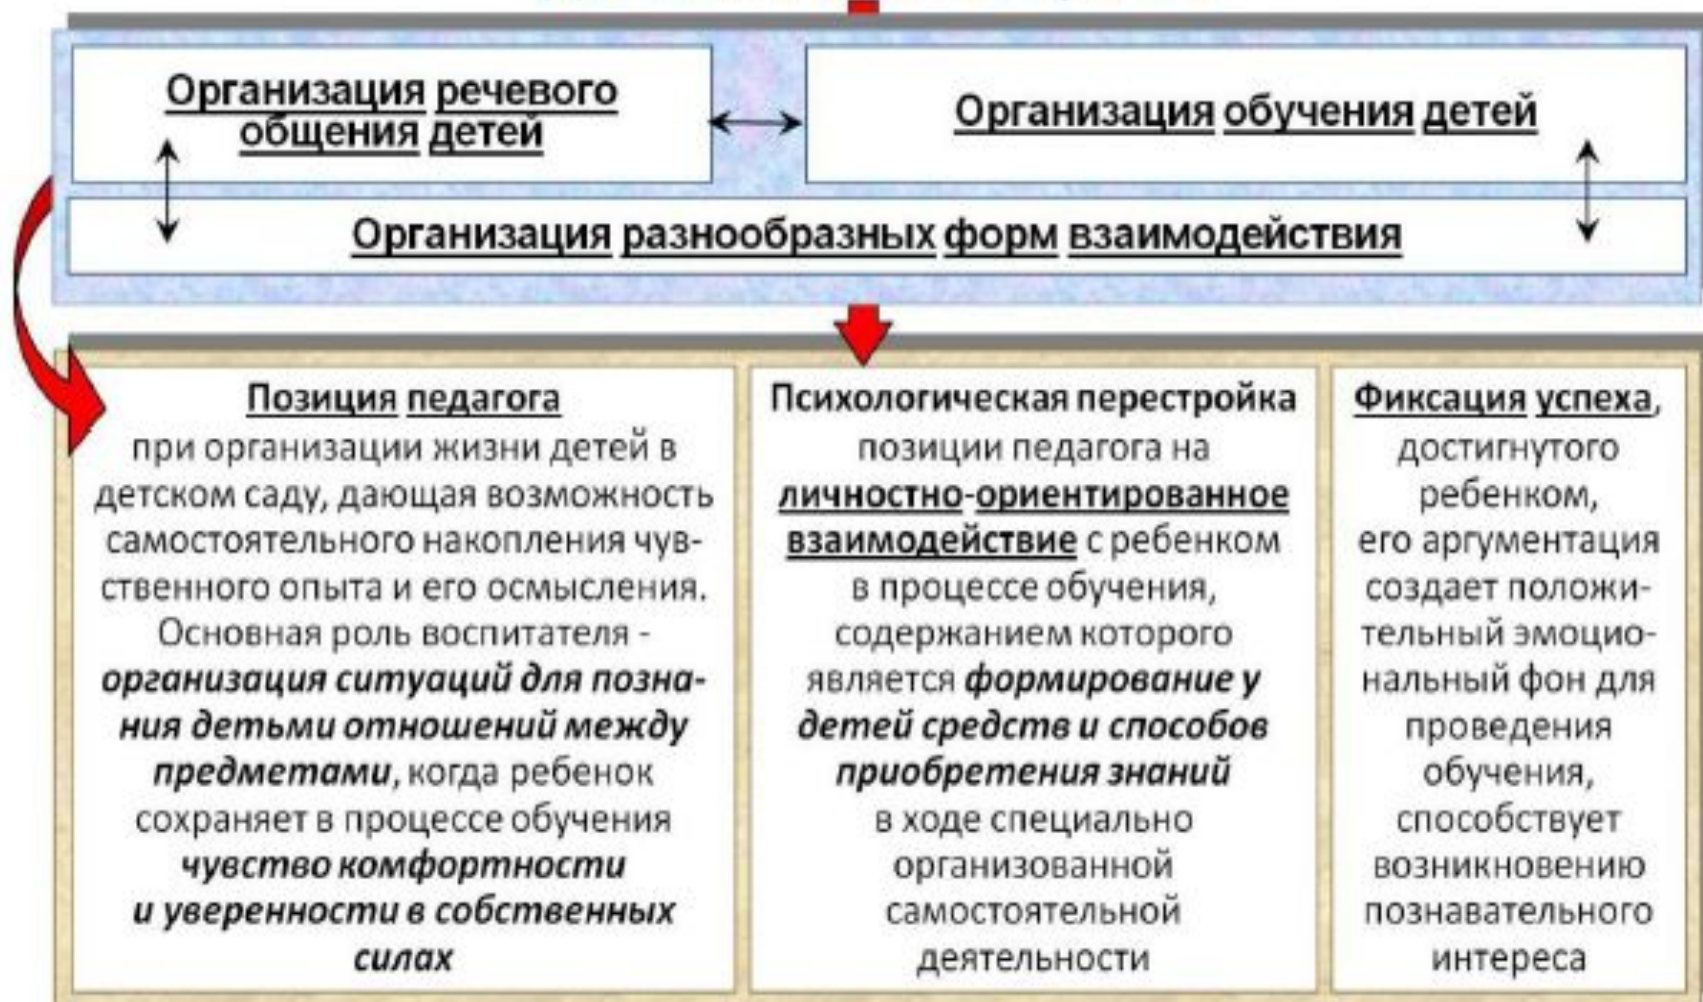 Организация речевого
общения детей
Организация обучения детей
Организация разнообразных форм взаимодействия
Позиция педагога
при организации жизни детей в
детском саду, дающая возможность
самостоятельного накопления чув-
ственного опыта и его осмысления.
Основная роль воспитателя -
организация ситуаций для позна-
ния детьми отношений между
предметами, когда ребенок
сохраняет в процессе обучения
чувство комфортности
и уверенности в собственных
силах
Психологическая перестройка
позиции педагога на
личностно-ориентированное
взаимодействие с ребенком
в процессе обучения,
содержанием которого
является формирование у
детей средств и способов
приобретения знаний
в ходе специально
организованной
самостоятельной
деятельности
Фиксация успеха,
достигнутого
ребенком,
его аргументация
создает положи-
тельный эмоцио-
нальный фон для
проведения
обучения,
способствует
возникновению
познавательного
интереса